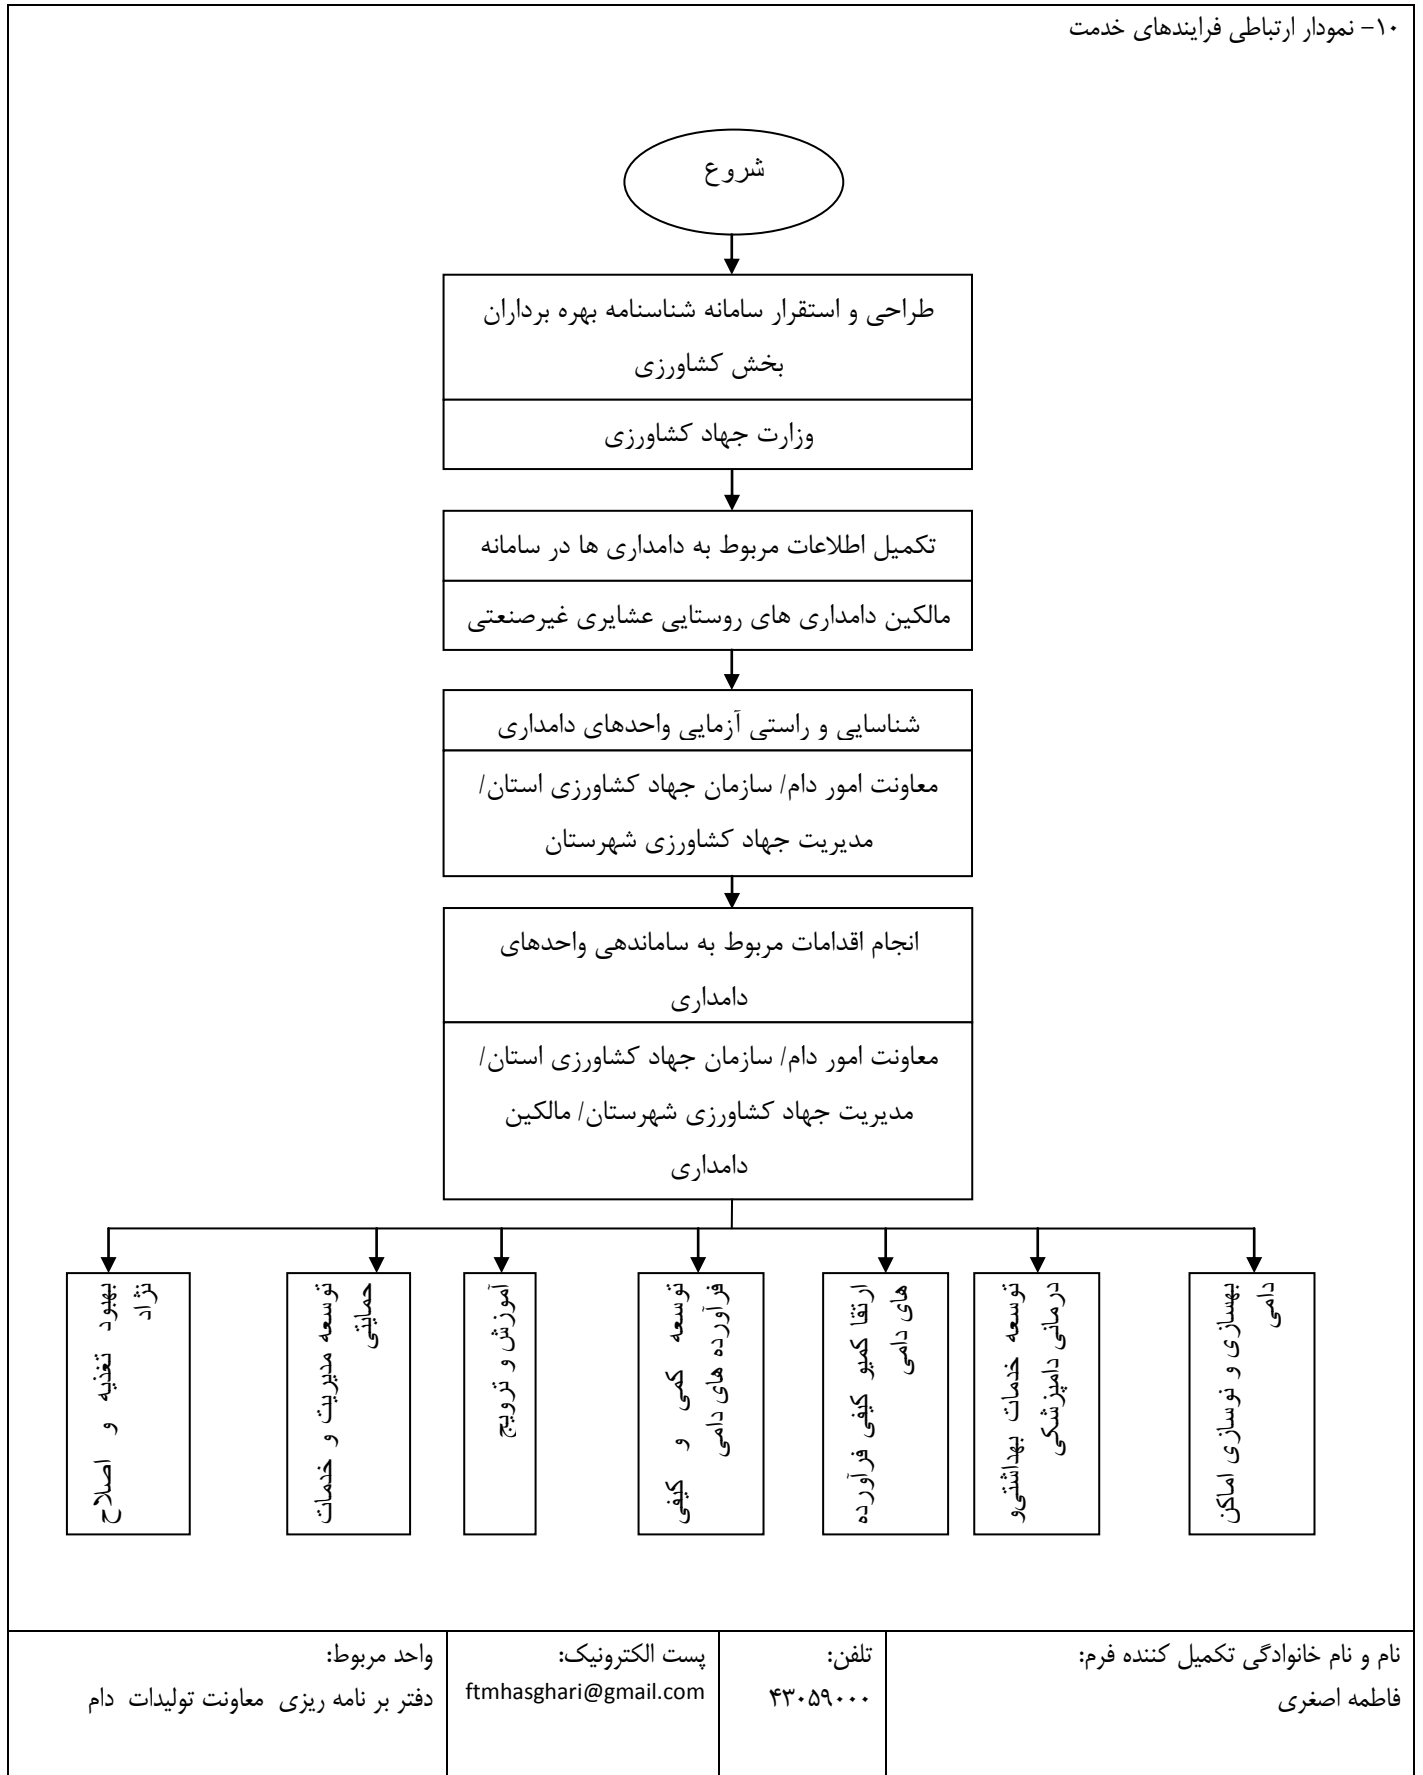 ۱۰- نمودار ارتباطی فرایندهای خدمت
شروع
طراحی و استقرار سامانه شناسنامه بهره برداران
بخش کشاورزی
وزارت جهاد کشاورزی
تکمیل اطلاعات مربوط به دامداری ها در سامانه
مالکین دامداری های روستایی عشایری غیرصنعتی
شناسایی و راستی آزمایی واحدهای دامداری
معاونت امور دام/ سازمان جهاد کشاورزی استان/
مدیریت جهاد کشاورزی شهرستان
انجام اقدامات مربوط به ساماندهی واحدهای
دامداری
معاونت امور دام/ سازمان جهاد کشاورزی استان/
مدیریت جهاد کشاورزی شهرستان/ مالکین
دامداری
بهسازی و نوسازی اماکن
دامی
توسعه خدمات بهداشتیو
درمانی دامپزشکی
ارتقا کمیو کیفی فرآورده
های دامی
توسعه کمی و کیفی
فرآورده های دامی
آموزش و ترویج
توسعه مدیریت و خدمات
حمایتی
بهبود تغذیه و اصلاح
نژاد
نام و نام خانوادگی تکمیل کننده فرم:
فاطمه اصغری
تلفن:
۴۳۰۵۹۰۰۰
پست الکترونیک:
ftmhasghari@gmail.com
واحد مربوط:
دفتر بر نامه ریزی معاونت تولیدات دام